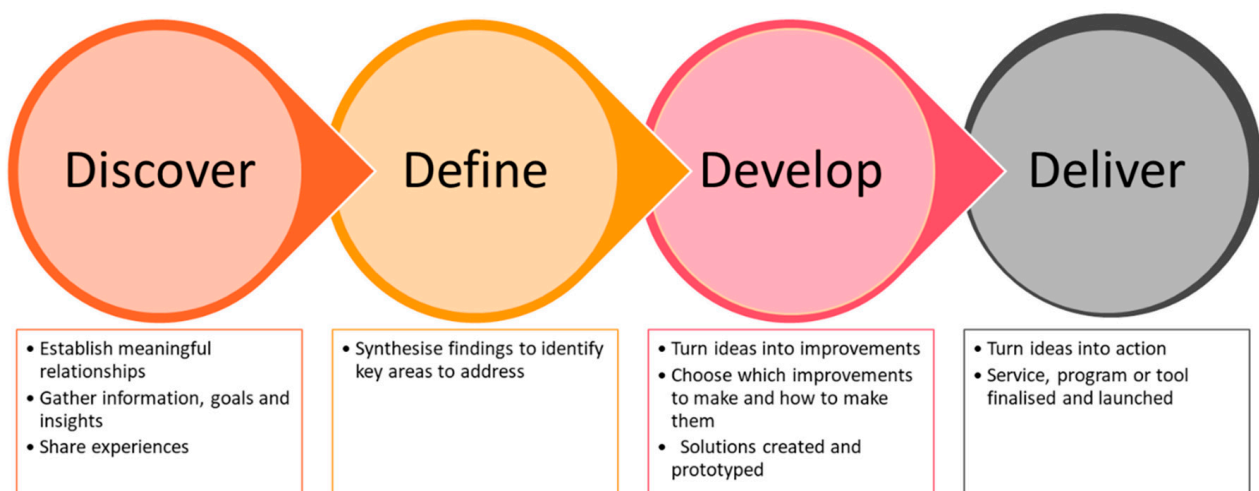 Discover
Define
Develop
Deliver
• Establish meaningful
relationships
• Gather information, goals and
insights
• Share experiences
• Synthesise findings to identify
key areas to address
• Turn ideas into improvements
• Choose which improvements
to make and how to make
them
• Solutions created and
prototyped
• Turn ideas into action
• Service, program or tool
finalised and launched